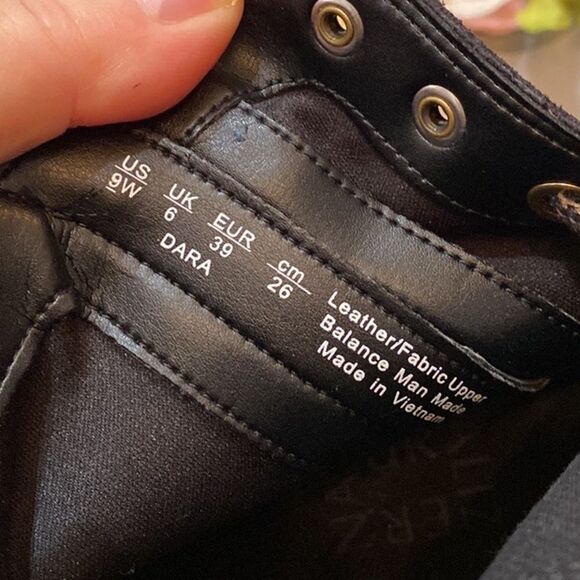 US UK EUR cm
9W 6 39 26
DARA
Leather/Fabric Upper
Balance Man Made
Made in Vietnam